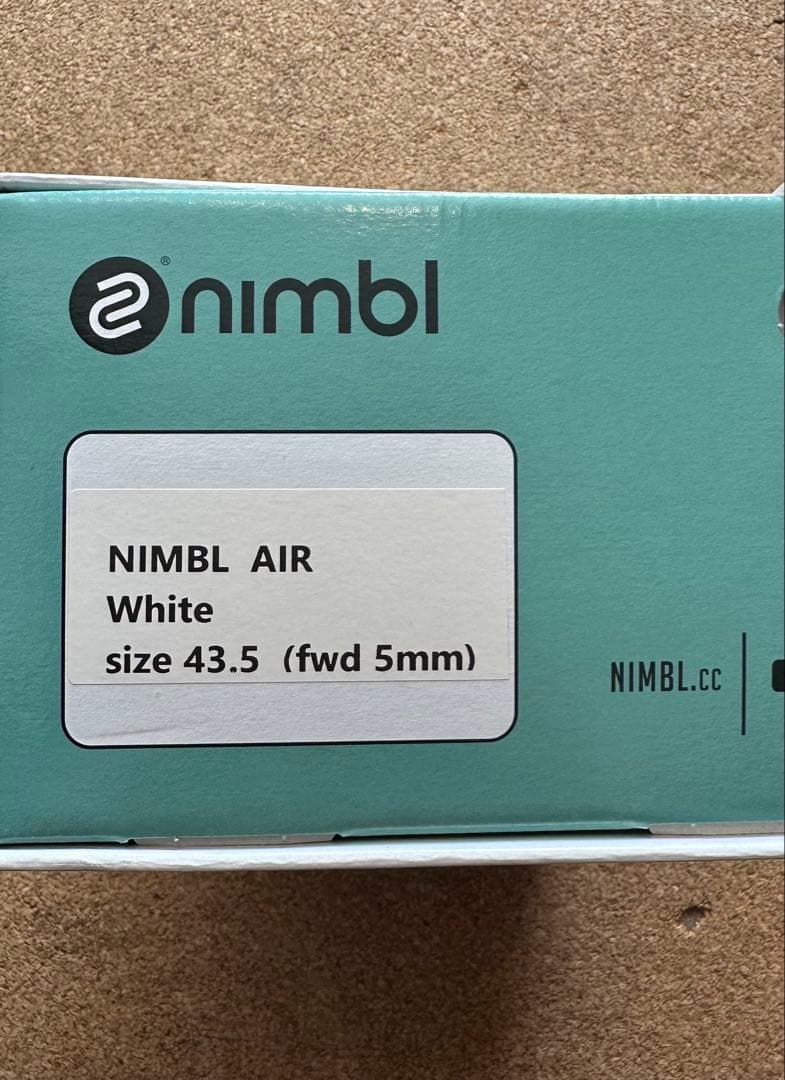 ® nimbl
NIMBL AIR
White
size 43.5 (fwd 5mm)
NIMBL.cc